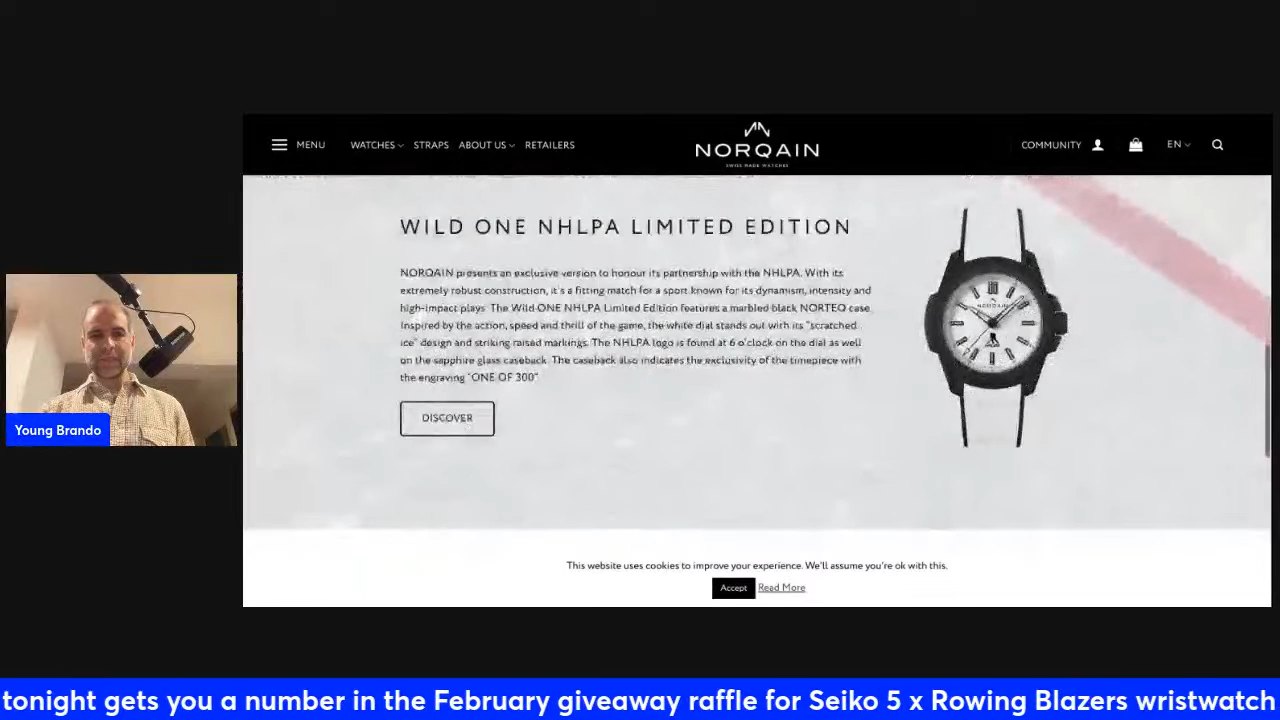 MENU
WATCHES
STRAPS
ABOUT US
RETAILERS
NORQAIN
SWISS MADE WATCHES
COMMUNITY
EN
WILD ONE NHLPA LIMITED EDITION
NORQAIN presents an exclusive version to honour its partnership with the NHLPA. With its
extremely robust construction, it's a fitting match for a sport known for its dynamism, intensity and
high-impact plays. The Wild ONE NHLPA Limited Edition features a marbled black NORTEQ case.
Inspired by the action, speed and thrill of the game, the white dial stands out with its "scratched
ice" design and striking raised markings. The NHLPA logo is found at 6 o'clock on the dial as well
on the sapphire glass caseback. The caseback also indicates the exclusivity of the timepiece with
the engraving "ONE OF 300"
DISCOVER
NORQAIN
Young Brando
This website uses cookies to improve your experience. We'll assume you're ok with this.
Accept
Read More
tonight gets you a number in the February giveaway raffle for Seiko 5 x Rowing Blazers wristwatch